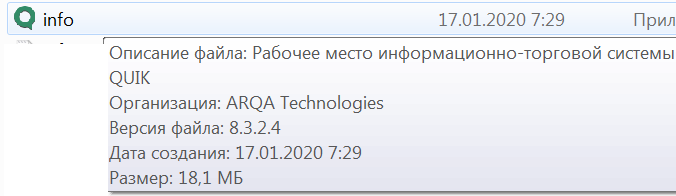 info 17.01.2020 7:29 Прил
Описание файла: Рабочее место информационно-торговой системы
QUIK
Организация: ARQA Technologies
Версия файла: 8.3.2.4
Дата создания: 17.01.2020 7:29
Размер: 18,1 МБ